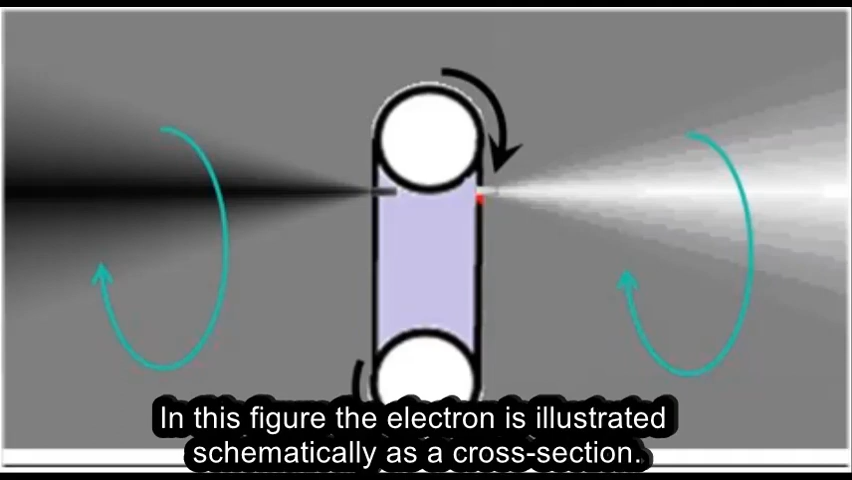 In this figure the electron is illustrated
schematically as a cross-section.